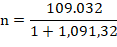 n = 109.032 / 1 + 1,091,32